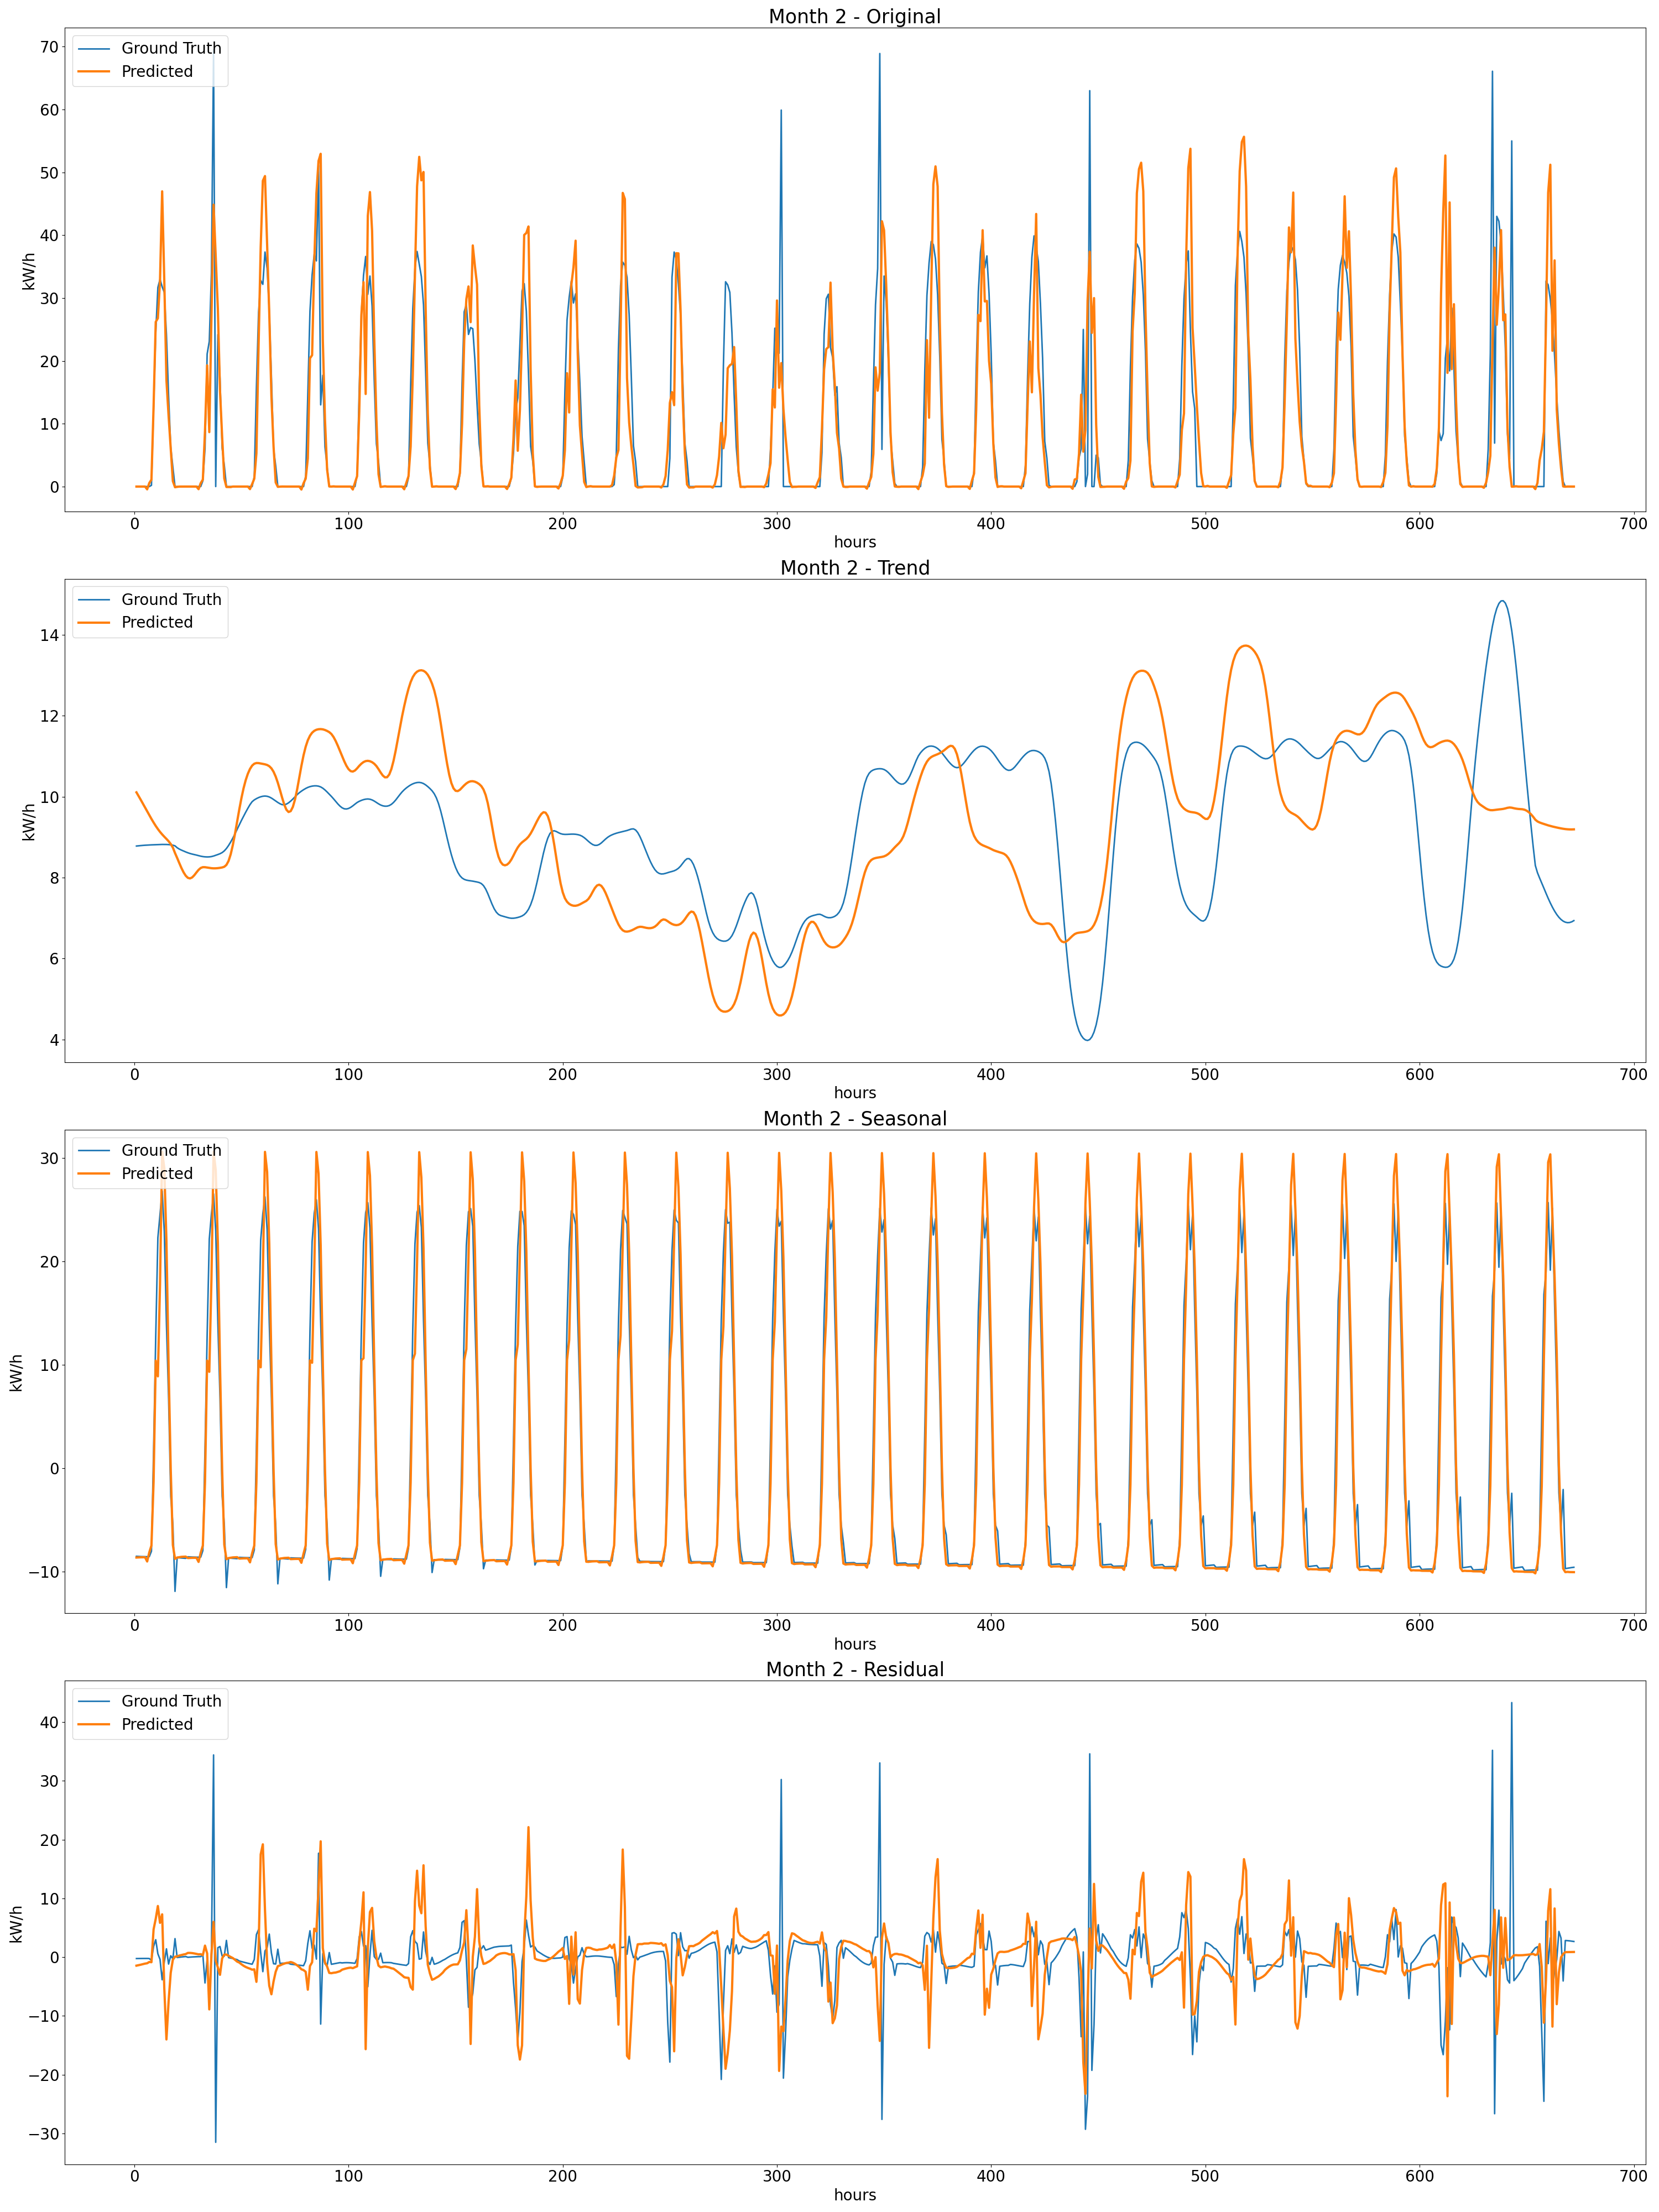 Month 2 - Original
Ground Truth
Predicted
70
60
50
40
30
20
10
0
kW/h
0 100 200 300 400 500 600 700
hours
Month 2 - Trend
Ground Truth
Predicted
14
12
10
8
6
4
kW/h
0 100 200 300 400 500 600 700
hours
Month 2 - Seasonal
Ground Truth
Predicted
30
20
10
0
−10
kW/h
0 100 200 300 400 500 600 700
hours
Month 2 - Residual
Ground Truth
Predicted
40
30
20
10
0
−10
−20
−30
kW/h
0 100 200 300 400 500 600 700
hours